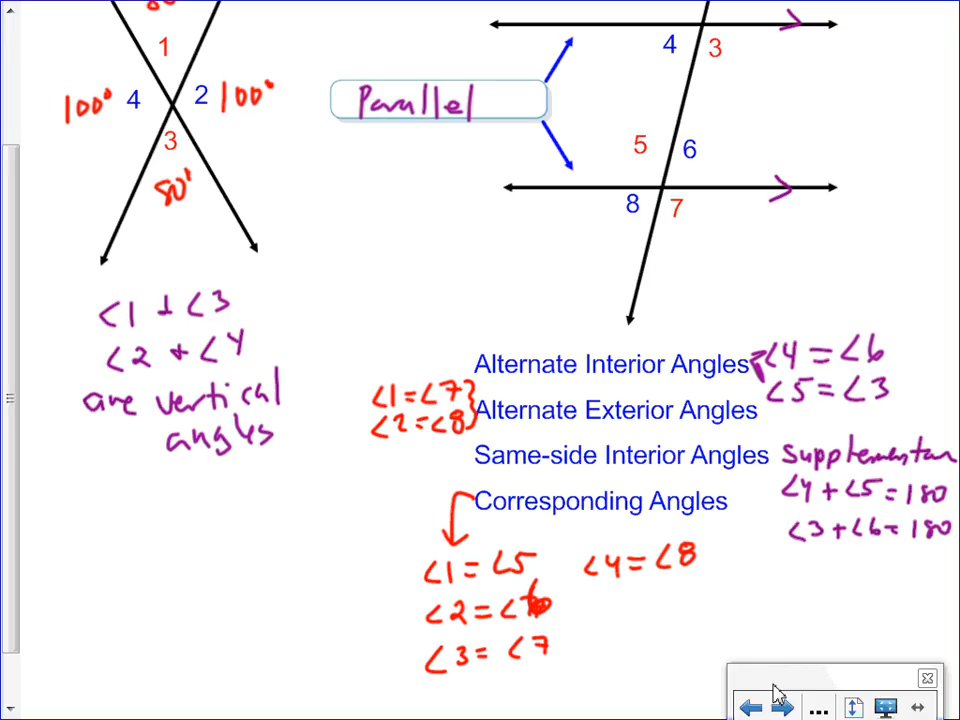 1
4 2
100° 100°
3
80°
<1 + <3
<2 + <4
are vertical
angles
Parallel
4 3
5 6
8 7
Alternate Interior Angles
<4 = <6
<5 = <3
<1 = <7
<2 = <8
Alternate Exterior Angles
Same-side Interior Angles
Supplementar
<4 + <5 = 180
<3 + <6 = 180
Corresponding Angles
<1 = <5 <4 = <8
<2 = <6
<3 = <7